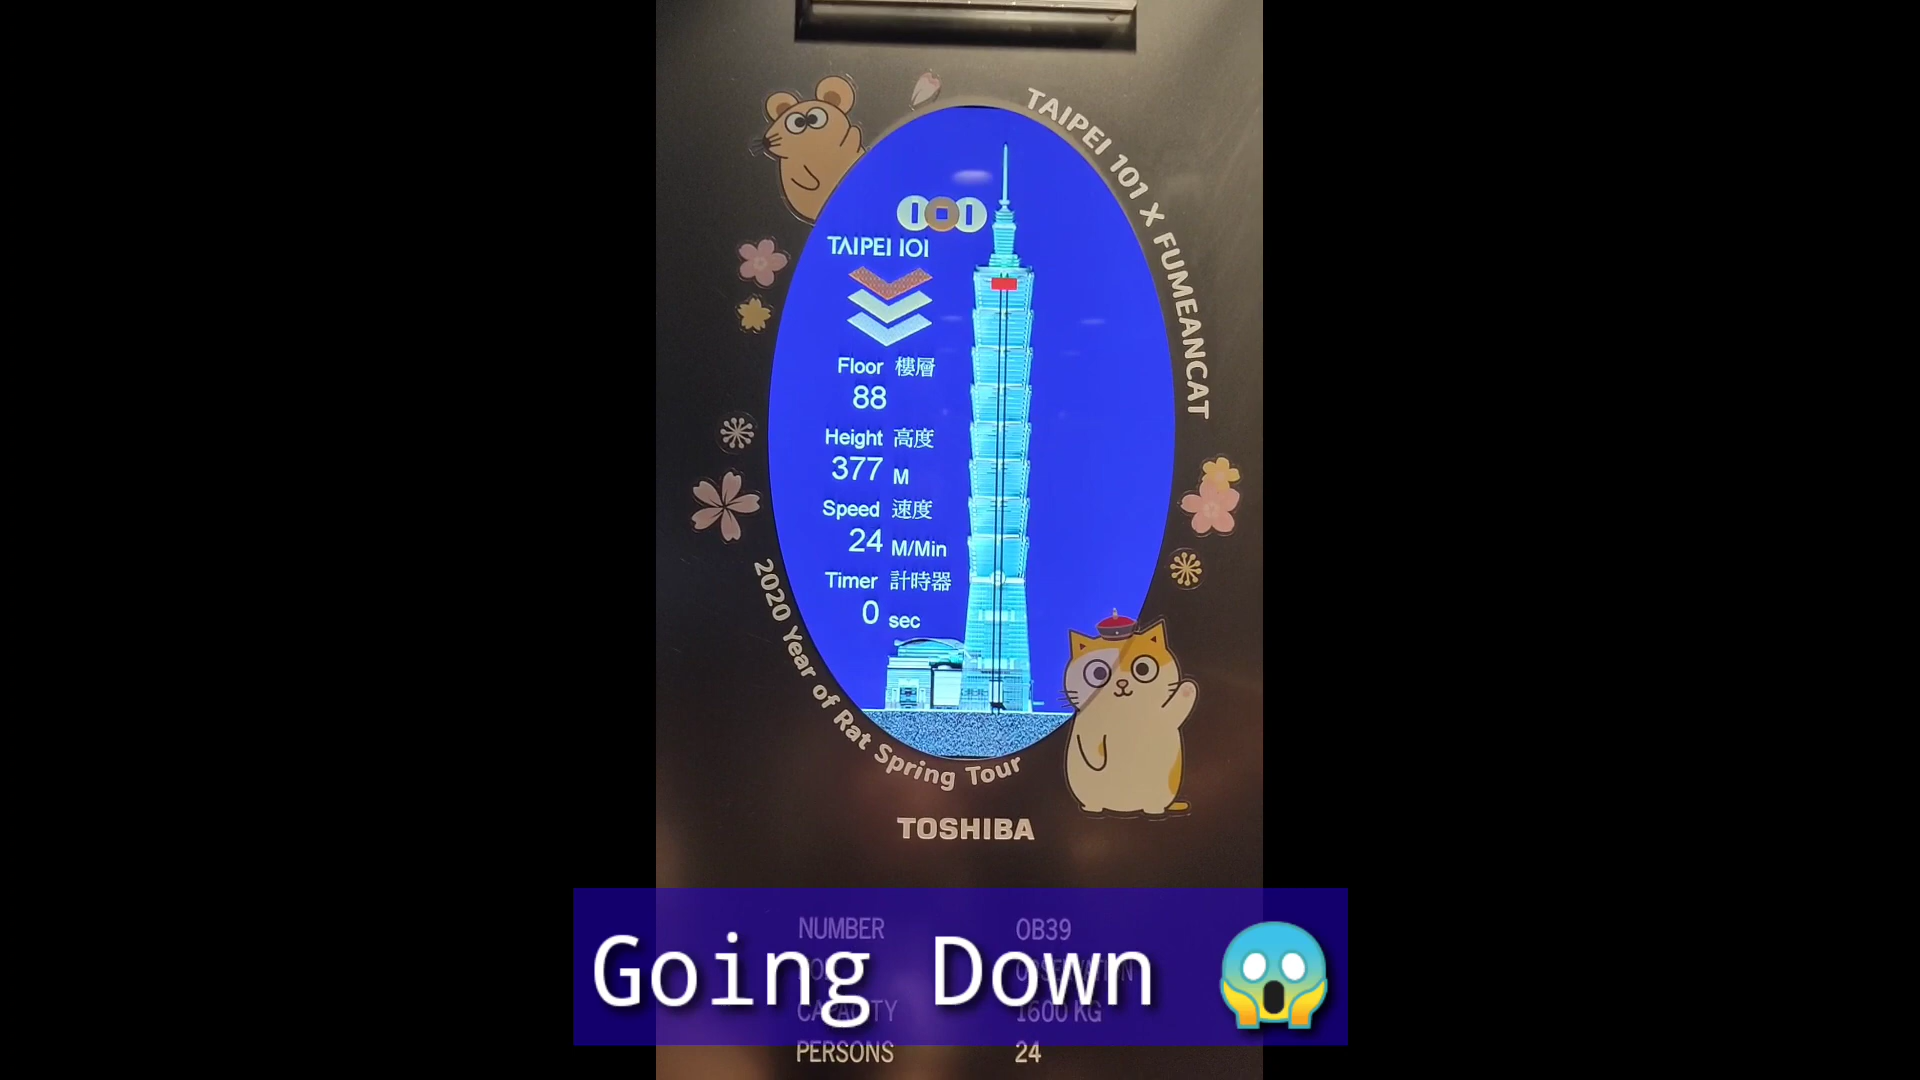 TAIPEI 101 X FUMEANCAT
TAIPEI 101
Floor 樓層
88
Height 高度
377 M
Speed 速度
24 M/Min
Timer 計時器
0 sec
2020 Year of Rat Spring Tour
TOSHIBA
NUMBER OB39
Going Down 😱
OBSERVATION
CAPACITY 1600 KG
PERSONS 24